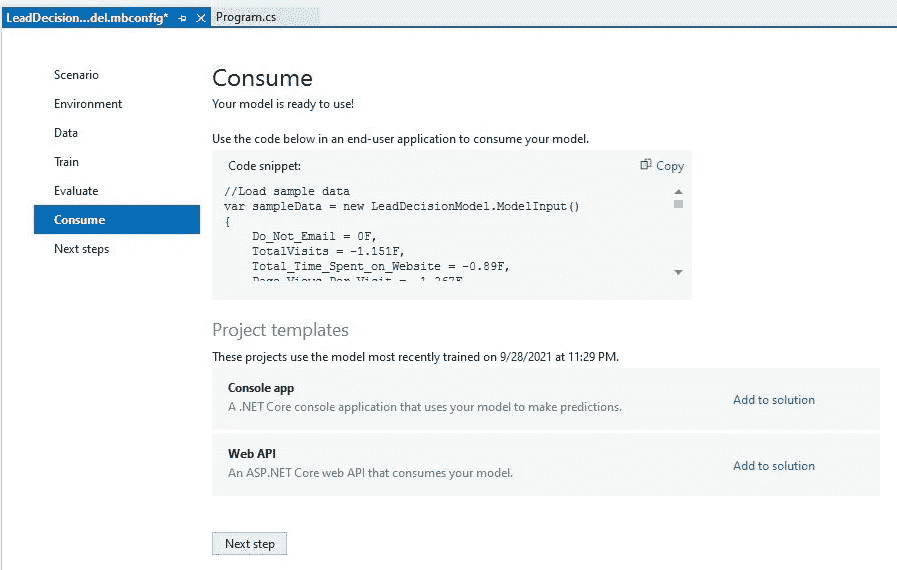 LeadDecision...del.mbconfig*
Program.cs
Scenario
Environment
Data
Train
Evaluate
Consume
Next steps
Consume
Your model is ready to use!
Use the code below in an end-user application to consume your model.
Code snippet:
Copy
//Load sample data
var sampleData = new LeadDecisionModel.ModelInput()
{
Do_Not_Email = 0F,
TotalVisits = -1.151F,
Total_Time_Spent_on_Website = -0.89F,
Project templates
These projects use the model most recently trained on 9/28/2021 at 11:29 PM.
Console app
A .NET Core console application that uses your model to make predictions.
Add to solution
Web API
An ASP.NET Core web API that consumes your model.
Add to solution
Next step